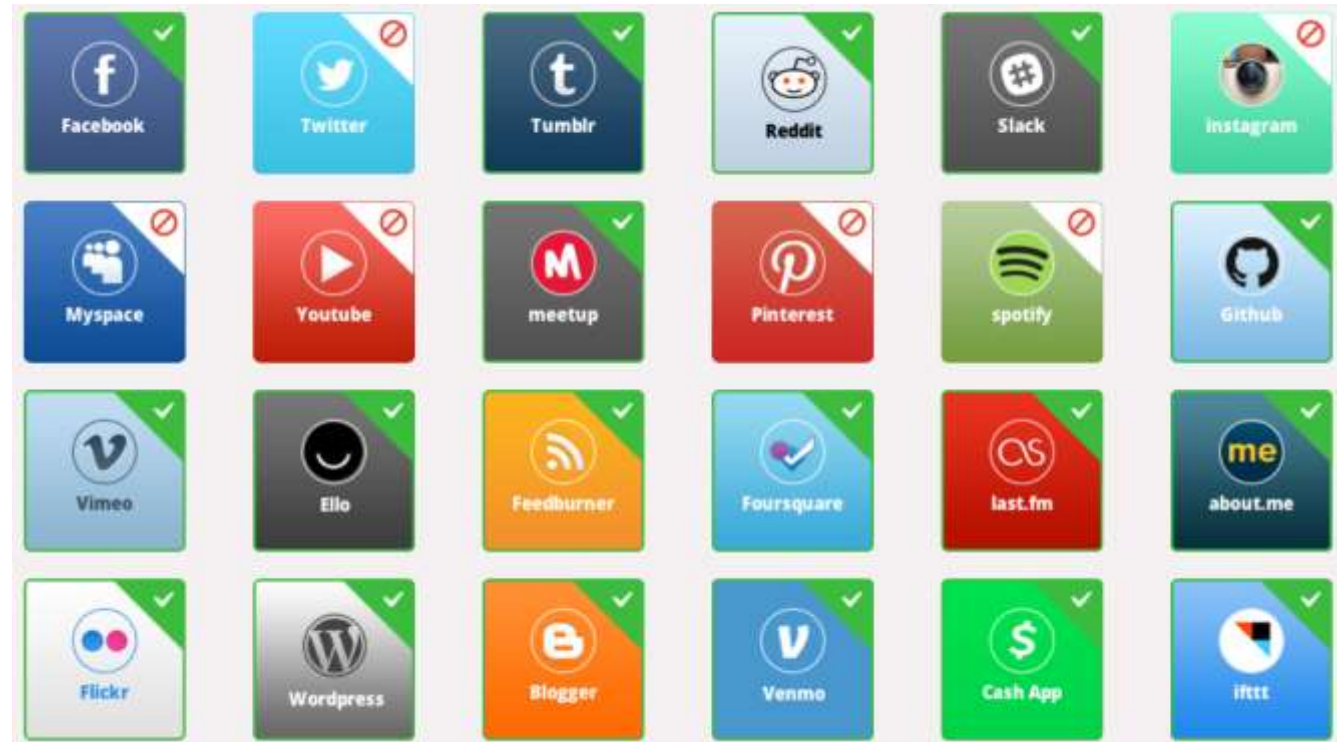 Facebook
Twitter
Tumblr
Reddit
Slack
instagram
Myspace
Youtube
meetup
Pinterest
spotify
Github
Vimeo
Ello
Feedburner
Foursquare
last.fm
me
about.me
Flickr
Wordpress
Blogger
Venmo
Cash App
ifttt